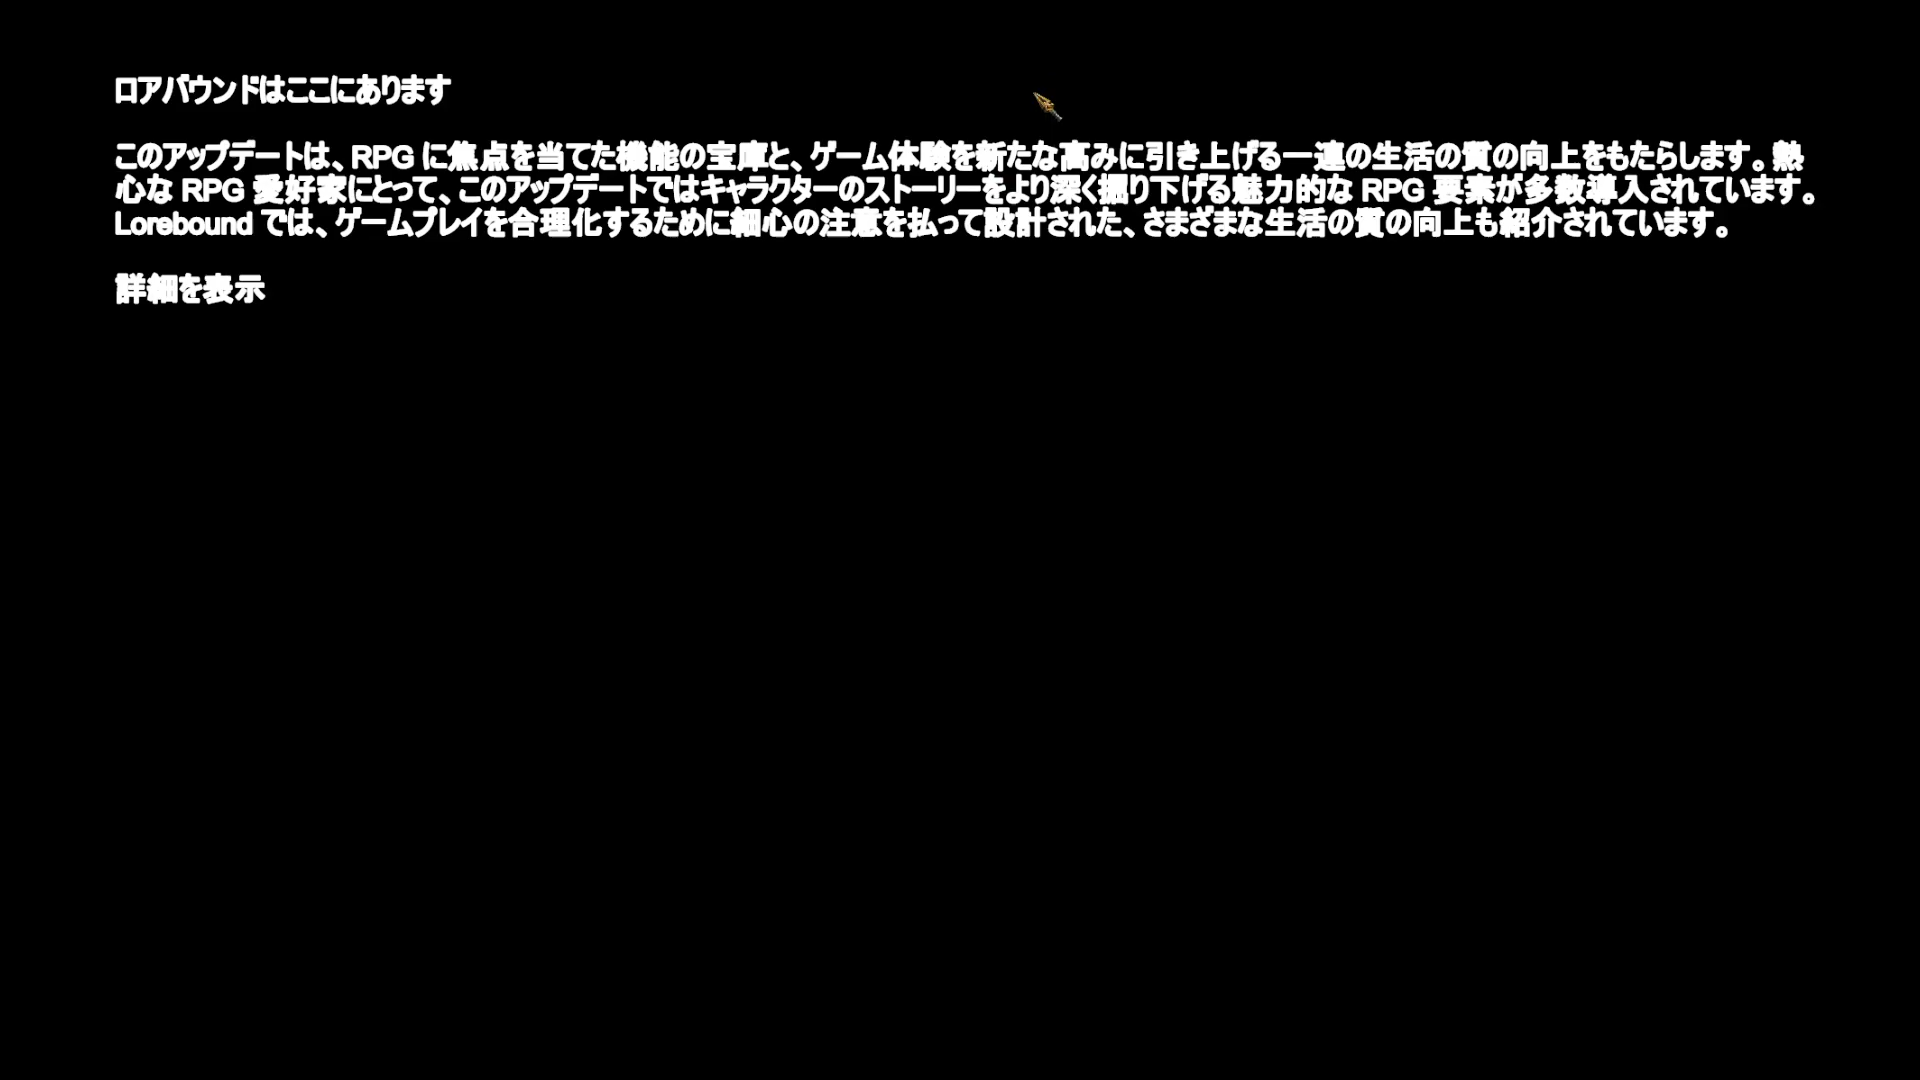 ロアバウンドはここにあります
このアップデートは、RPG に焦点を当てた機能の宝庫と、ゲーム体験を新たな高みに引き上げる一連の生活の質の向上をもたらします。熱
心な RPG 愛好家にとって、このアップデートではキャラクターのストーリーをより深く掘り下げる魅力的な RPG 要素が多数導入されています。
Lorebound では、ゲームプレイを合理化するために細心の注意を払って設計された、さまざまな生活の質の向上も紹介されています。
詳細を表示